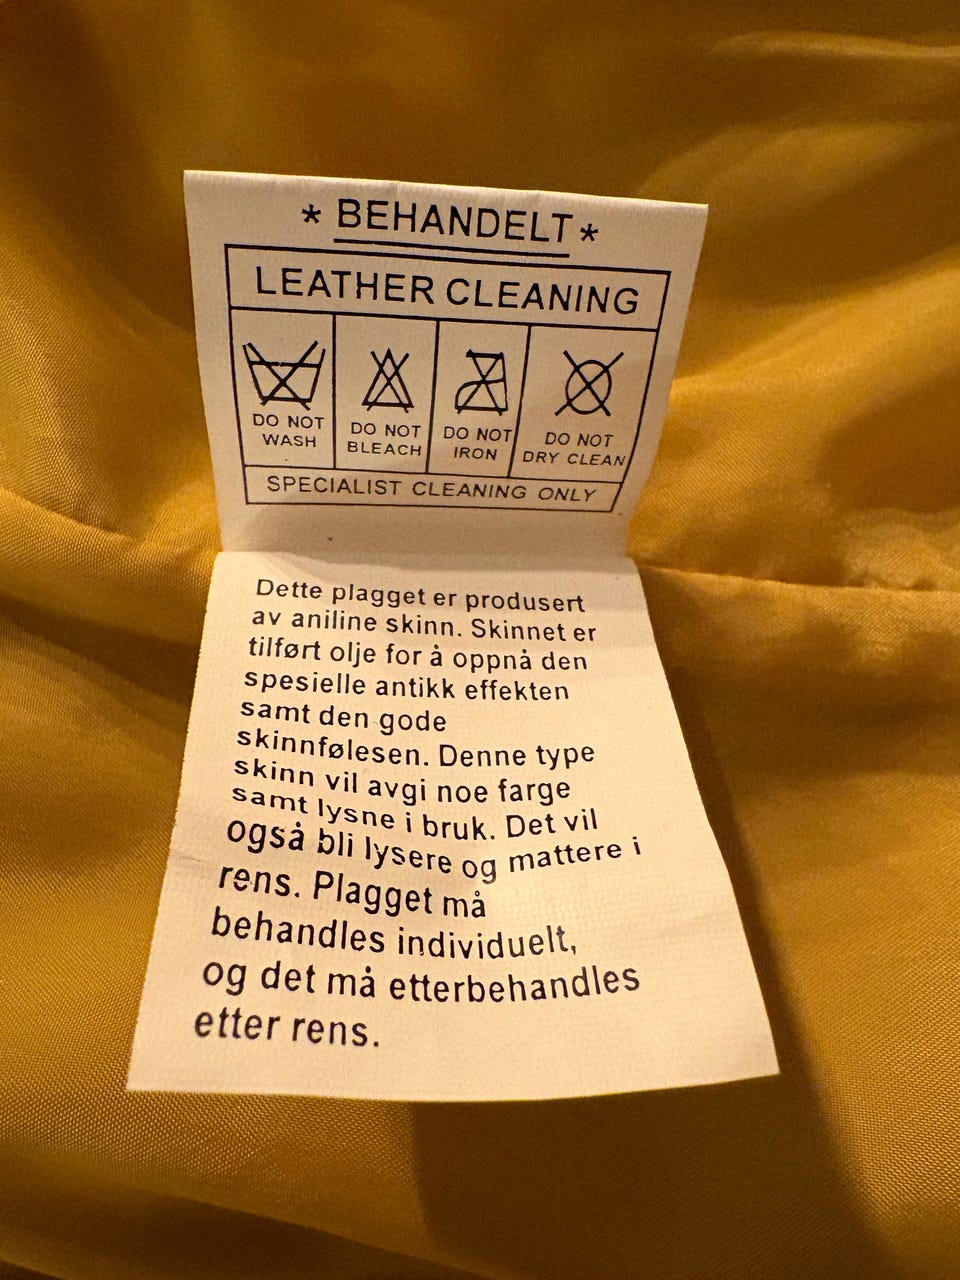 * BEHANDELT *
LEATHER CLEANING
DO NOT WASH
DO NOT BLEACH
DO NOT IRON
DO NOT DRY CLEAN
SPECIALIST CLEANING ONLY
Dette plagget er produsert
av aniline skinn. Skinnet er
tilført olje for å oppnå den
spesielle antikk effekten
samt den gode
skinnfølesen. Denne type
skinn vil avgi noe farge
samt lysne i bruk. Det vil
også bli lysere og mattere i
rens. Plagget må
behandles individuelt,
og det må etterbehandles
etter rens.